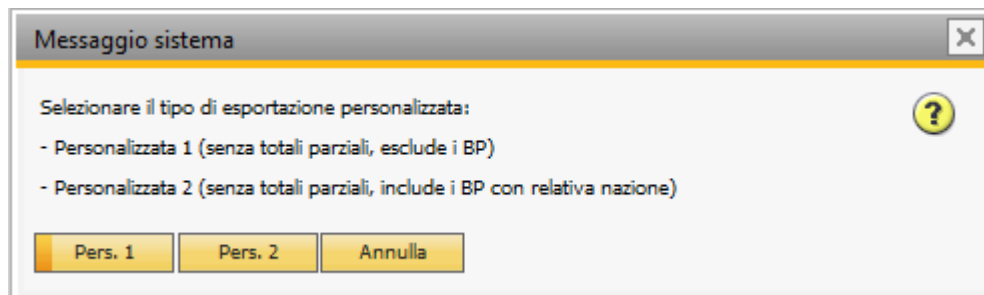 Messaggio sistema
Selezionare il tipo di esportazione personalizzata:
- Personalizzata 1 (senza totali parziali, esclude i BP)
- Personalizzata 2 (senza totali parziali, include i BP con relativa nazione)
Pers. 1 Pers. 2 Annulla